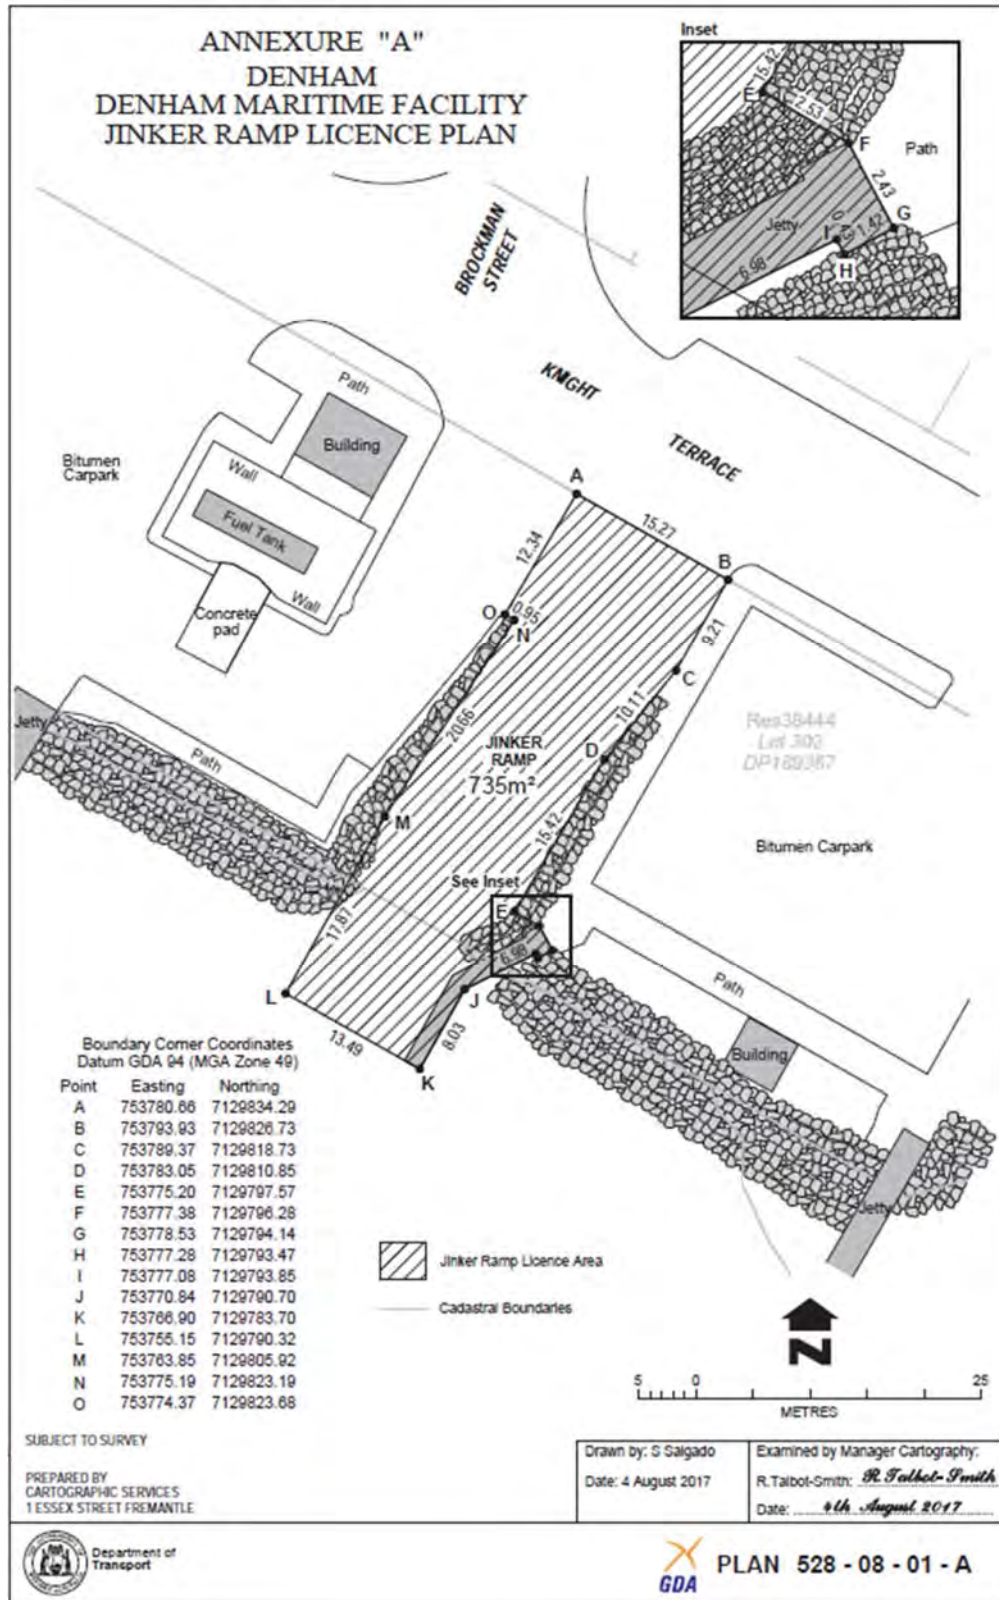 ANNEXURE "A"
DENHAM
DENHAM MARITIME FACILITY
JINKER RAMP LICENCE PLAN
Inset
15.42
E
2.53
F
Path
2.43
G
Jetty
1.42
I
H
6.98
BROCKMAN
STREET
KNIGHT
TERRACE
Path
Building
Bitumen
Carpark
Wall
Fuel Tank
Wall
Concrete
pad
A
15.27
B
12.34
O
0.95
N
9.21
C
10.11
D
20.66
JINKER
RAMP
735m²
Res38444
Lot 303
Jetty
Path
M
15.42
Bitumen Carpark
See Inset
E
17.87
6.98
L
J
Path
13.49
8.03
K
Building
Jetty
Boundary Corner Coordinates
Datum GDA 94 (MGA Zone 49)
Point Easting Northing
A 753780.66 7129834.29
B 753793.93 7129826.73
C 753789.37 7129818.73
D 753783.05 7129810.85
E 753775.20 7129797.57
F 753777.38 7129796.28
G 753778.53 7129794.14
H 753777.28 7129793.47
I 753777.08 7129793.85
J 753770.84 7129790.70
K 753766.90 7129783.70
L 753755.15 7129790.32
M 753763.85 7129805.92
N 753775.19 7129823.19
O 753774.37 7129823.68
Jinker Ramp Licence Area
Cadastral Boundaries
N
5 0 25
METRES
SUBJECT TO SURVEY
PREPARED BY
CARTOGRAPHIC SERVICES
1 ESSEX STREET FREMANTLE
Drawn by: S Salgado
Date: 4 August 2017
Examined by Manager Cartography:
R.Talbot-Smith: R. Talbot-Smith
Date: 4th August 2017
Department of
Transport
GDA
PLAN 528 - 08 - 01 - A